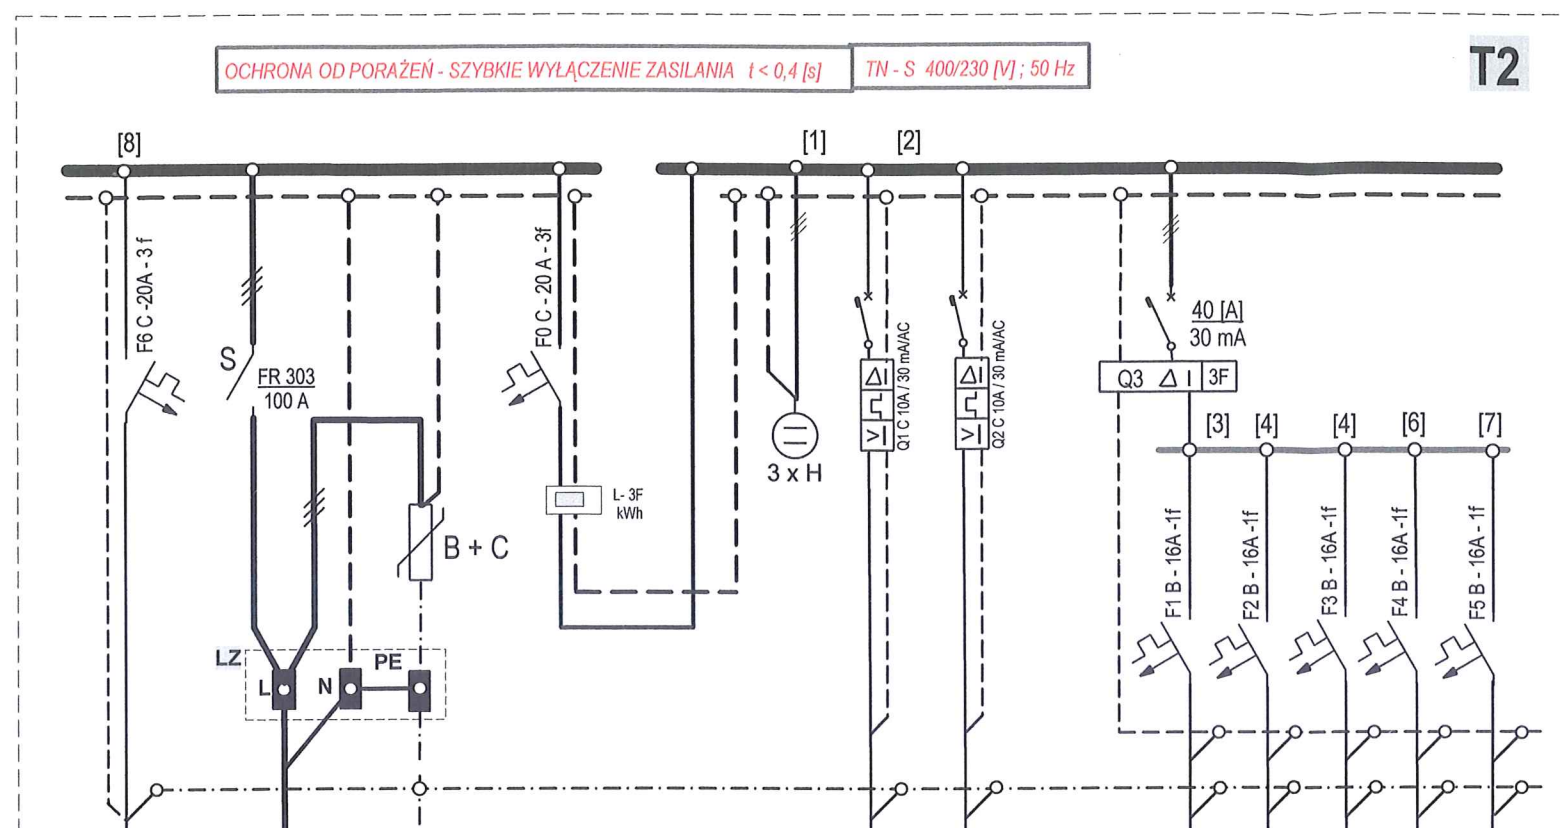 OCHRONA OD PORAŻEŃ - SZYBKIE WYŁĄCZENIE ZASILANIA t < 0,4 [s]
TN - S 400/230 [V] ; 50 Hz
T2
[8]
[1]
[2]
F6 C -20A - 3 f
S
FR 303
100 A
F0 C - 20 A - 3f
B + C
L- 3F
kWh
LZ
L
N
PE
3 x H
Δ I
> I
Q1 C 10A / 30 mA/AC
Δ I
> I
Q2 C 10A / 30 mA/AC
40 [A]
30 mA
Q3 Δ I 3F
[3]
[4]
[4]
[6]
[7]
F1 B - 16A -1f
F2 B - 16A -1f
F3 B - 16A -1f
F4 B - 16A -1f
F5 B - 16A - 1f